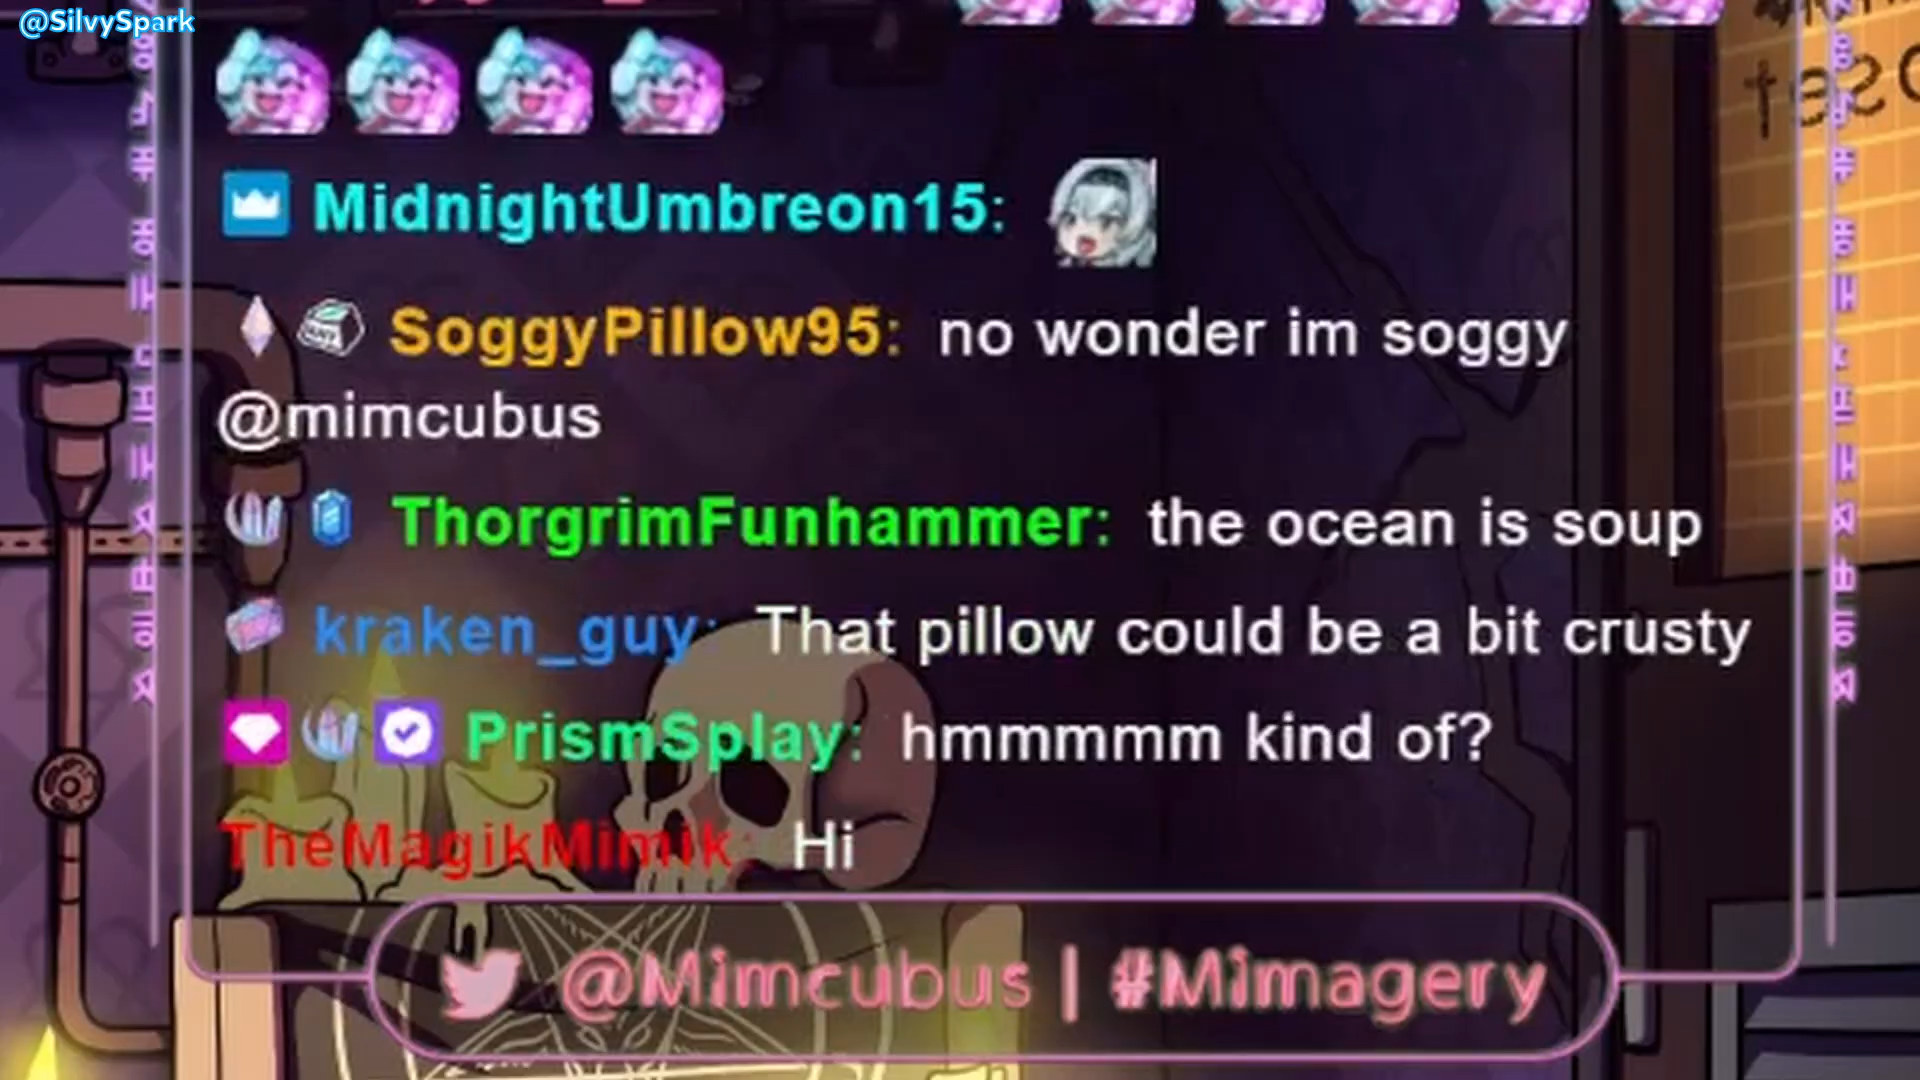 @SilvySpark
MidnightUmbreon15:
SoggyPillow95: no wonder im soggy
@mimcubus
ThorgrimFunhammer: the ocean is soup
kraken_guy: That pillow could be a bit crusty
PrismSplay: hmmmmm kind of?
TheMagikMimik: Hi
@Mimcubus | #Mimagery